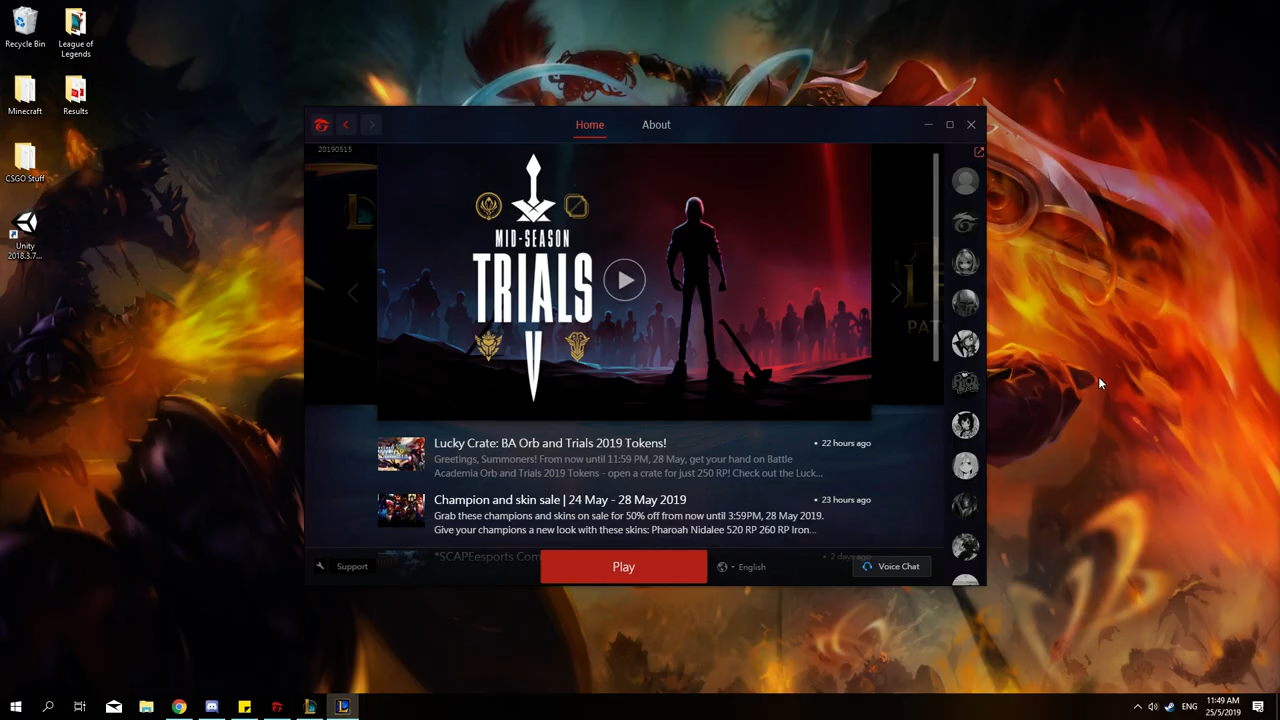 Recycle Bin
League of
Legends
Minecraft
Results
CSGO Stuff
Unity
2018.3.7...
Home
About
20190515
MID-SEASON
TRIALS
Lucky Crate: BA Orb and Trials 2019 Tokens!
• 22 hours ago
Greetings, Summoners! From now until 11:59 PM, 28 May, get your hand on Battle
Academia Orb and Trials 2019 Tokens - open a crate for just 250 RP! Check out the Luck...
Champion and skin sale | 24 May - 28 May 2019
• 23 hours ago
Grab these champions and skins on sale for 50% off from now until 3:59PM, 28 May 2019.
Give your champions a new look with these skins: Pharoah Nidalee 520 RP 260 RP Iron...
*SCAPEesports Com
• 2 days ago
Support
Play
English
Voice Chat
ENG
11:49 AM
25/5/2019